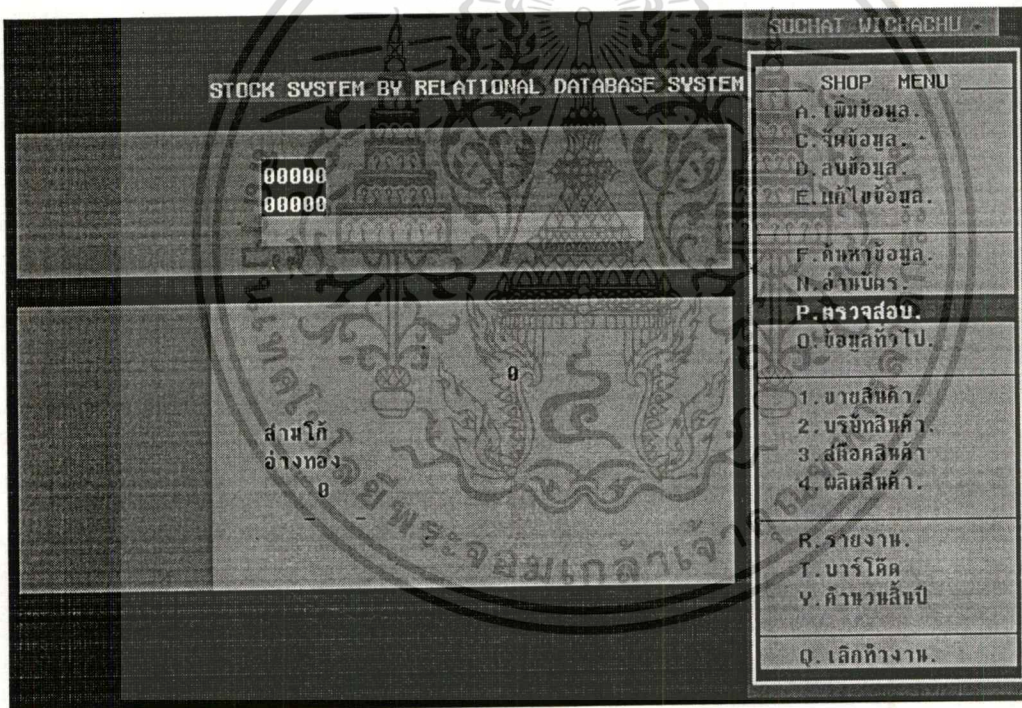 SUCHAT WICHACHU
STOCK SYSTEM BY RELATIONAL DATABASE SYSTEM
SHOP MENU
A. เพิ่มข้อมูล.
C. จัดข้อมูล.
D. ลบข้อมูล.
E. แก้ไขข้อมูล.
F. ค้นหาข้อมูล.
N. อ่านบัตร.
P. ตรวจสอบ.
O. ข้อมูลทั่วไป.
1. ขายสินค้า.
2. บริษัทสินค้า.
3. สต๊อคสินค้า
4. ผลิตสินค้า.
R. รายงาน.
T. บาร์โค๊ด
Y. คำนวนสิ้นปี
Q. เลิกทำงาน.
00000
00000
0
สามโก้
อ่างทอง
0
- -